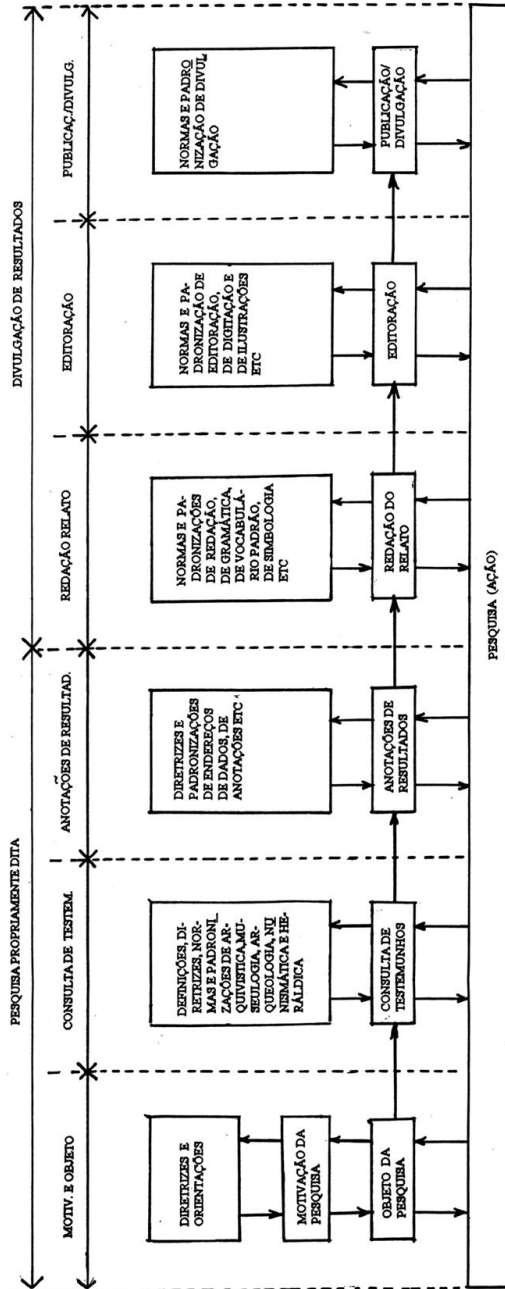 PESQUISA PROPRIAMENTE DITA
DIVULGAÇÃO DE RESULTADOS
MOTIV. E OBJETO
CONSULTA DE TESTEM.
ANOTAÇÕES DE RESULTAD.
REDAÇÃO RELATO
EDITORAÇÃO
PUBLICAÇ./DIVULG.
DIRETRIZES E
ORIENTAÇÕES
MOTIVAÇÃO DA
PESQUISA
OBJETO DA
PESQUISA
DEFINIÇÕES, DI-
RETRIZES, NOR-
MAS E PADRONI
ZAÇÕES DE AR-
QUIVISTICA,MU-
SEULOGIA, AR-
QUEOLOGIA, NU
NISMÁTICA E HE-
RÁLDICA
CONSULTA DE
TESTEMUNHOS
DIRETRIZES E
PADRONIZAÇÕES
DE ENDEREÇOS
DE DADOS, DE
ANOTAÇÕES ETC
ANOTAÇÕES DE
RESULTADOS
NORMAS E PA-
DRONIZAÇÕES
DE REDAÇÃO,
DE GRAMÁTICA,
DE VOCABULÁ-
RIO PADRÃO,
DE SIMBOLOGIA
ETC
REDAÇÃO DO
RELATO
NORMAS E PA-
DRONIZAÇÃO DE
EDITORAÇÃO,
DE DIGITAÇÃO E
DE ILUSTRAÇÕES
ETC
EDITORAÇÃO
NORMAS E PADRO
NIZAÇÃO DE DIVUL
GAÇÃO
PUBLICAÇÃO/
DIVULGAÇÃO
PESQUISA (AÇÃO)